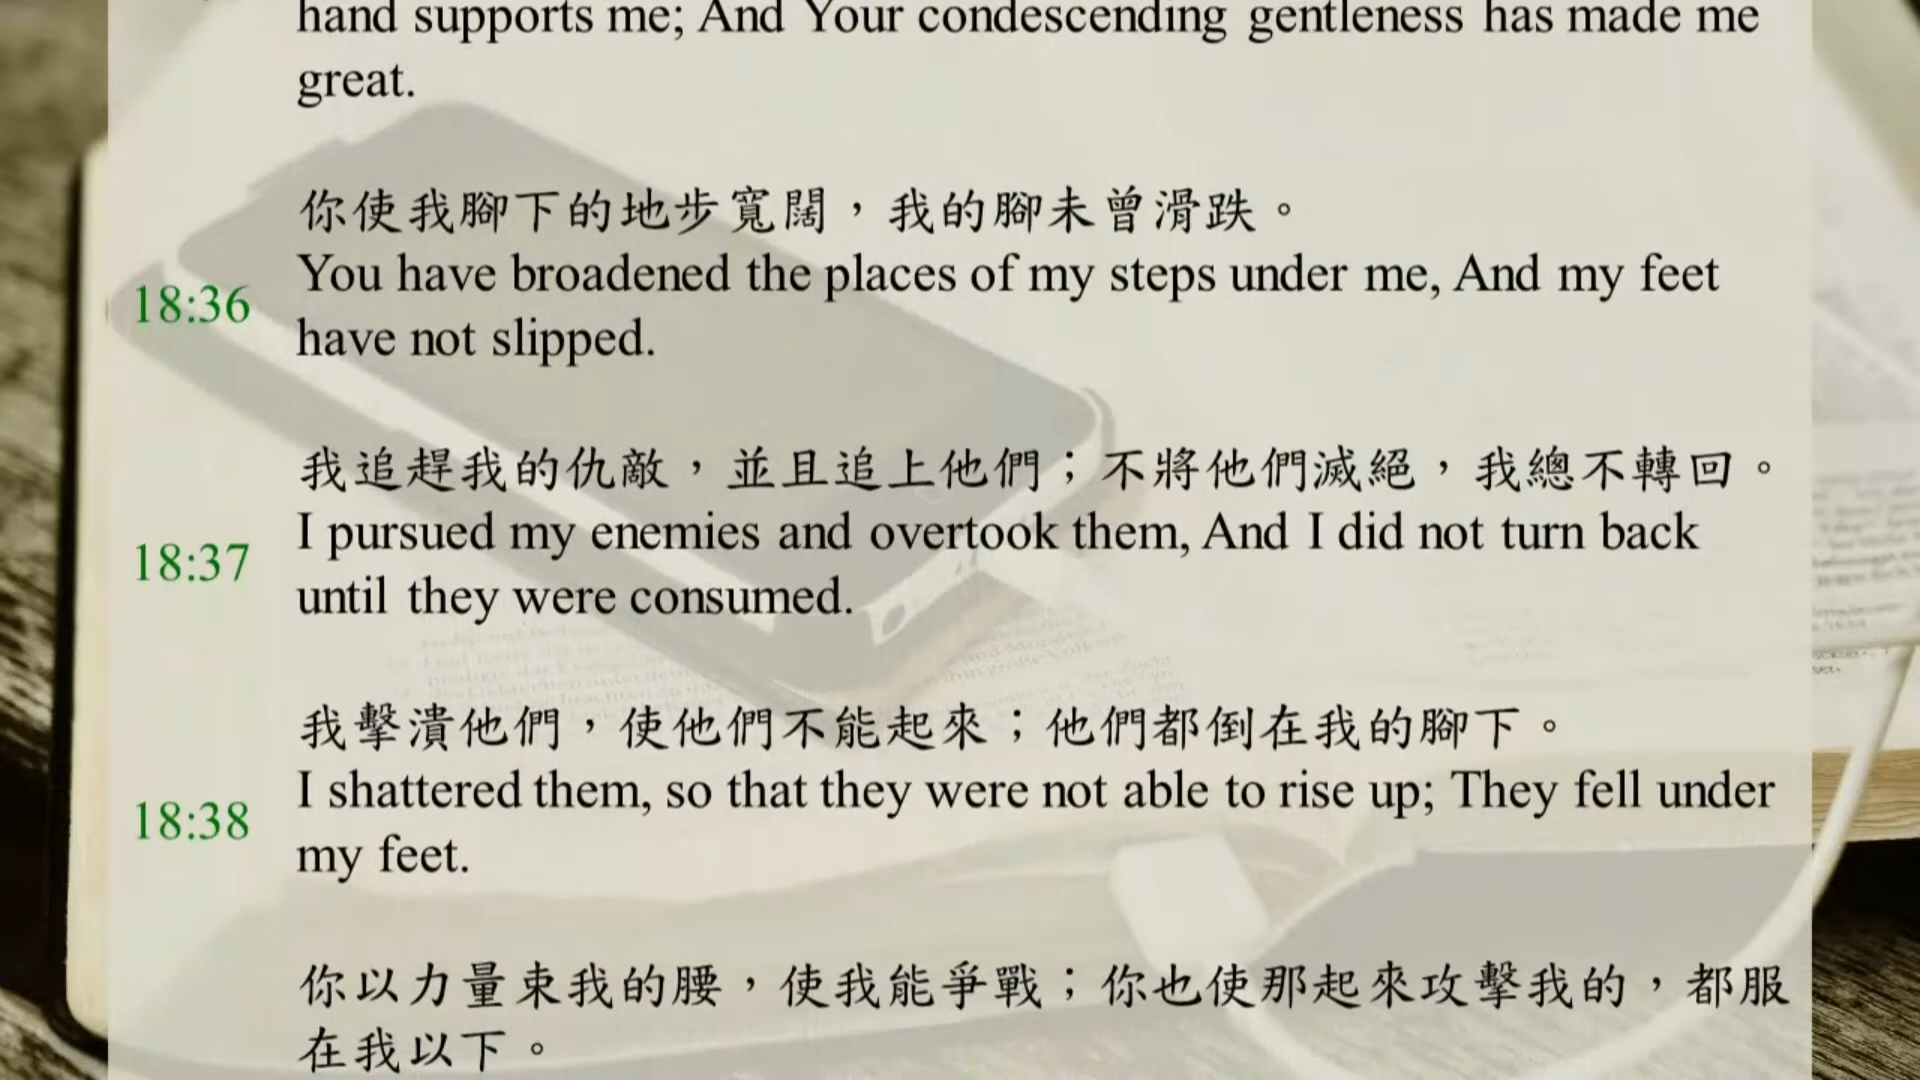 hand supports me; And Your condescending gentleness has made me
great.
你使我腳下的地步寬闊，我的腳未曾滑跌。
18:36
You have broadened the places of my steps under me, And my feet
have not slipped.
我追趕我的仇敵，並且追上他們；不將他們滅絕，我總不轉回。
18:37
I pursued my enemies and overtook them, And I did not turn back
until they were consumed.
我擊潰他們，使他們不能起來；他們都倒在我的腳下。
18:38
I shattered them, so that they were not able to rise up; They fell under
my feet.
你以力量束我的腰，使我能爭戰；你也使那起來攻擊我的，都服
在我以下。